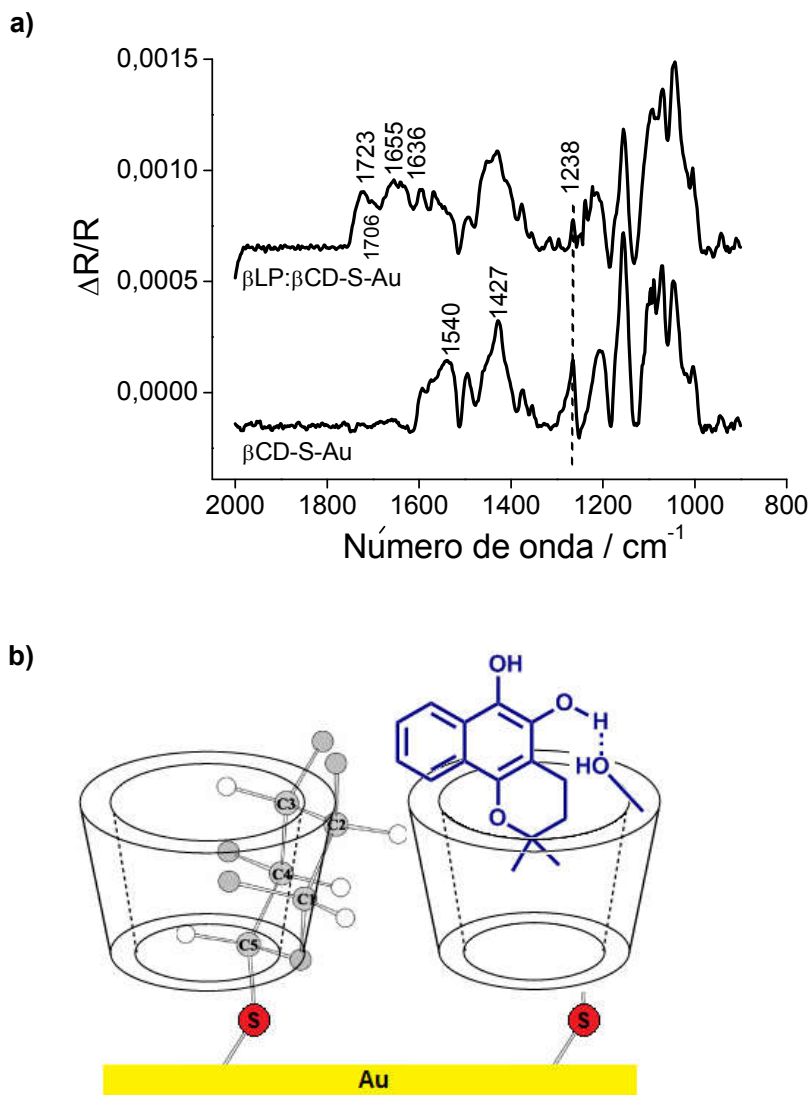 a)
0,0015
0,0010
0,0005
0,0000
ΔR/R
1723
1706
1655
1636
1238
βLP:βCD-S-Au
1540
1427
βCD-S-Au
2000 1800 1600 1400 1200 1000 800
Número de onda / cm-1
b)
C3
C2
C4
C1
C5
S
OH
O
H
HO
O
S
Au